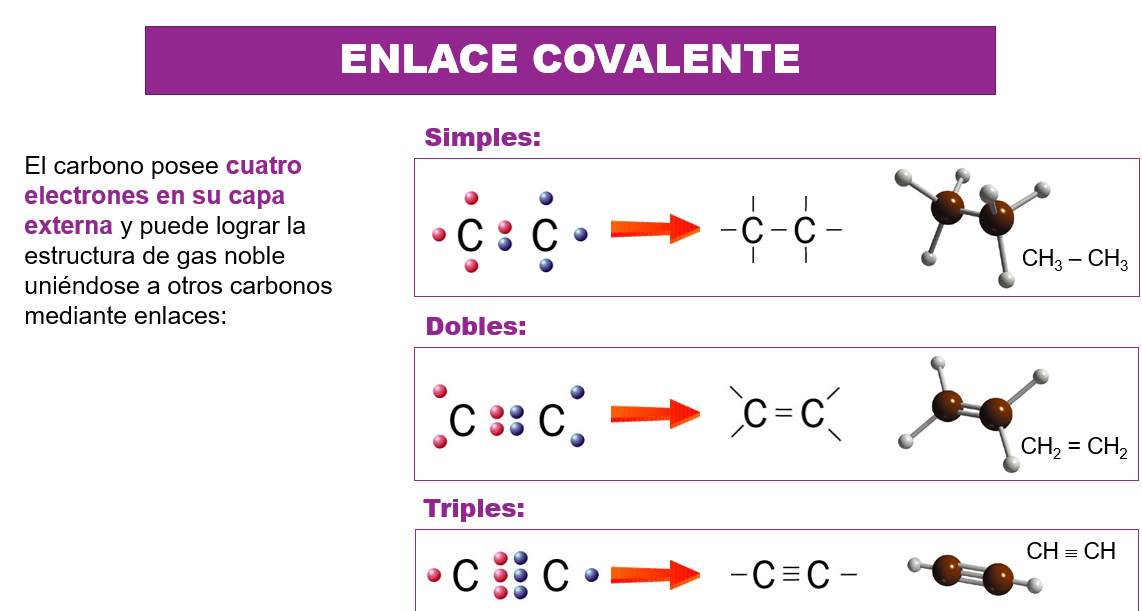 ENLACE COVALENTE
El carbono posee cuatro
electrones en su capa
externa y puede lograr la
estructura de gas noble
uniéndose a otros carbonos
mediante enlaces:
Simples:
C C
–C–C–
CH₃ – CH₃
Dobles:
C C
C=C
CH₂ = CH₂
Triples:
C C
–C≡C–
CH ≡ CH